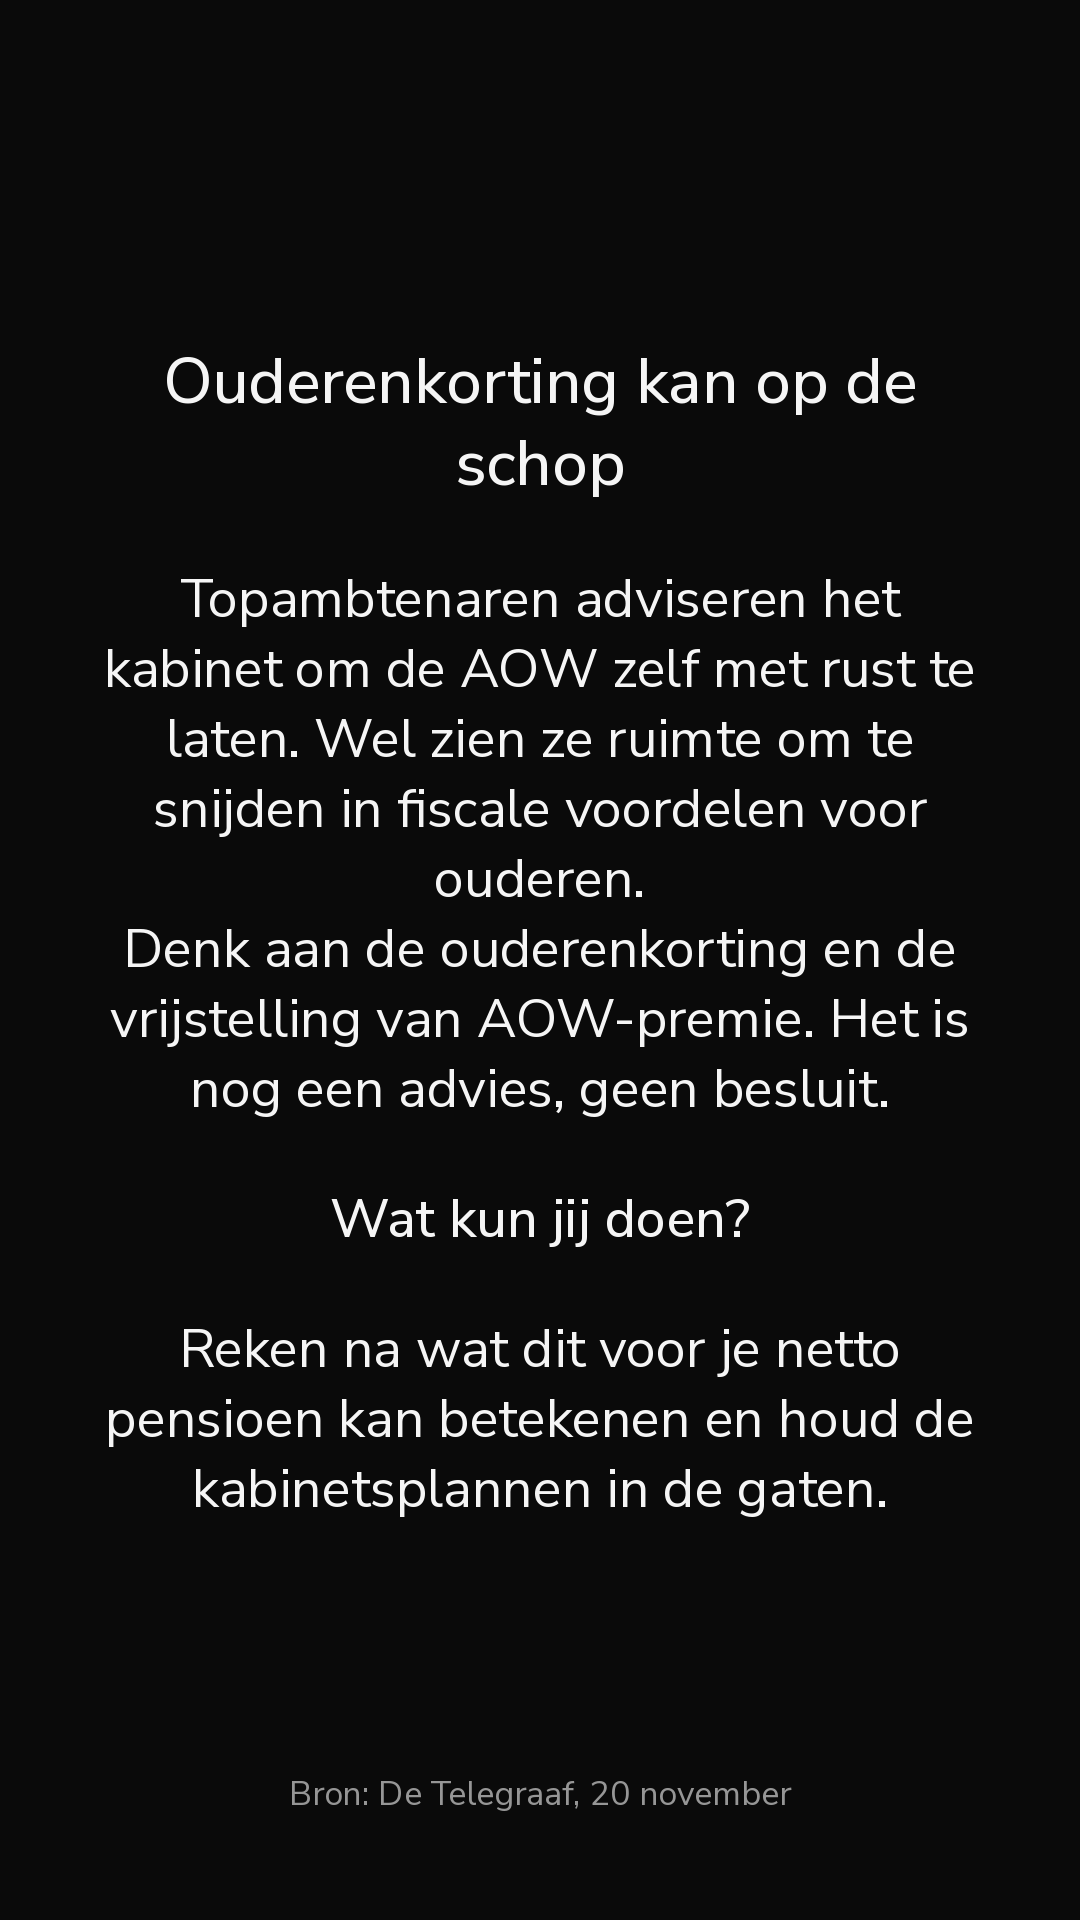 Ouderenkorting kan op de
schop
Topambtenaren adviseren het
kabinet om de AOW zelf met rust te
laten. Wel zien ze ruimte om te
snijden in fiscale voordelen voor
ouderen.
Denk aan de ouderenkorting en de
vrijstelling van AOW-premie. Het is
nog een advies, geen besluit.
Wat kun jij doen?
Reken na wat dit voor je netto
pensioen kan betekenen en houd de
kabinetsplannen in de gaten.
Bron: De Telegraaf, 20 november